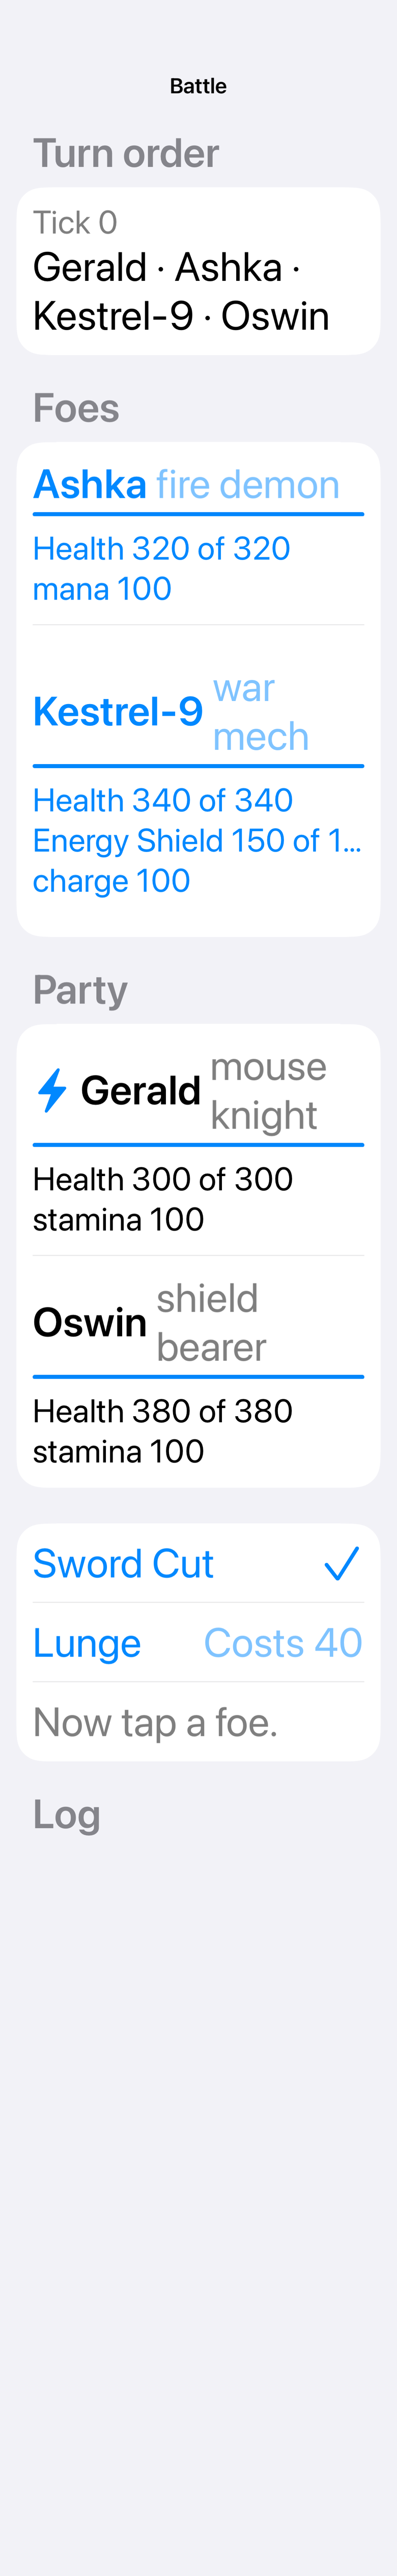 Battle
Turn order
Tick 0
Gerald · Ashka ·
Kestrel-9 · Oswin
Foes
Ashka fire demon
Health 320 of 320
mana 100
Kestrel-9 war
mech
Health 340 of 340
Energy Shield 150 of 1...
charge 100
Party
Gerald mouse
knight
Health 300 of 300
stamina 100
Oswin shield
bearer
Health 380 of 380
stamina 100
Sword Cut
Lunge Costs 40
Now tap a foe.
Log